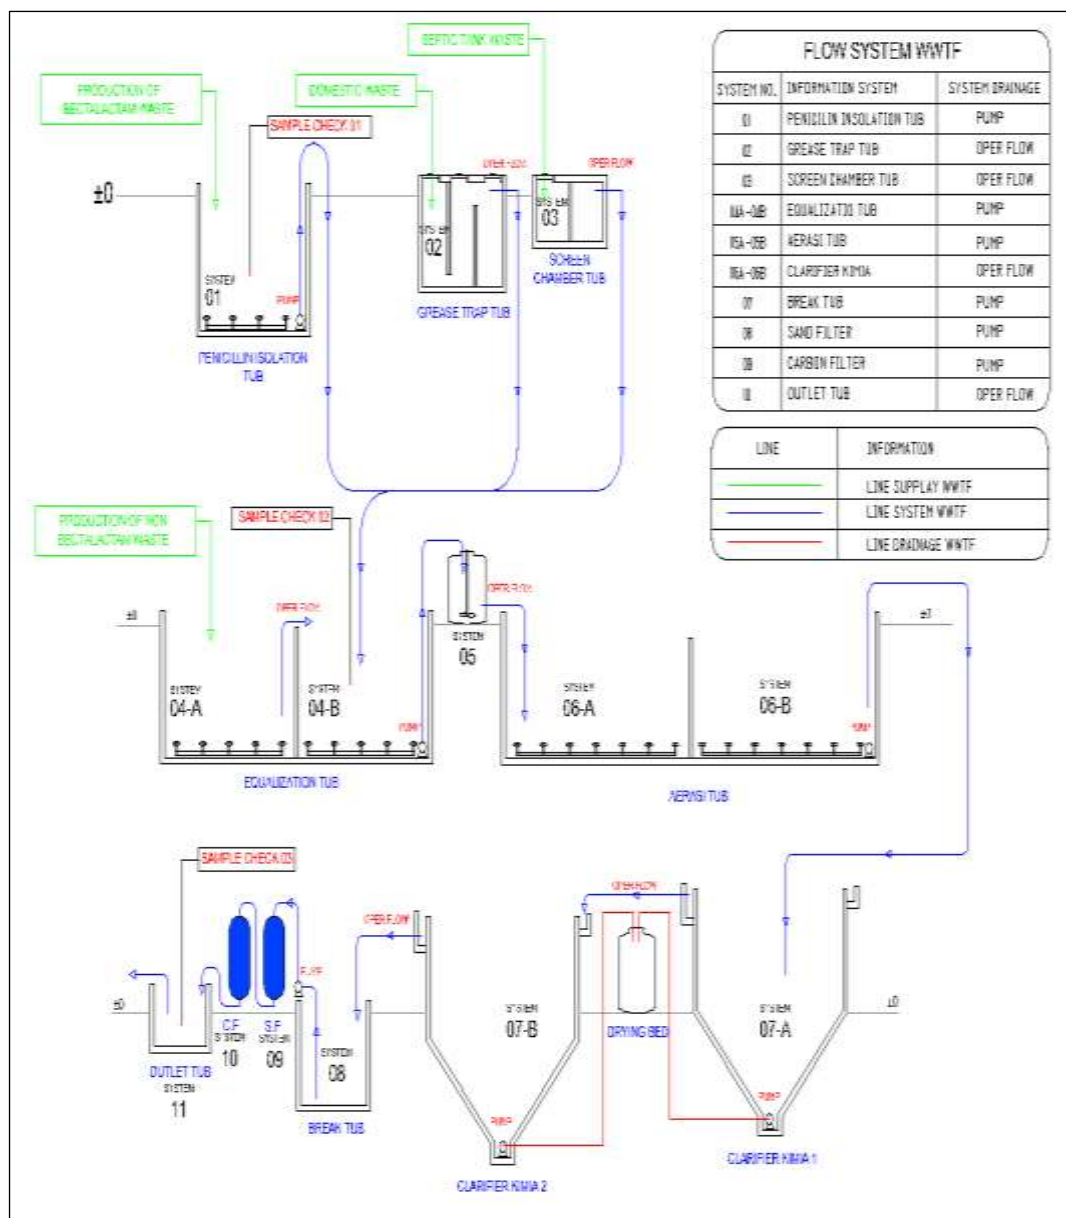 SEPTIC TANK WASTE
PRODUCTION OF
BECTALACTAM WASTE
DOMESTIC WASTE
SAMPLE CHECK 01
OPER FLOW
±0
SYSTEM
01
PUMP
PENICILLIN ISOLATION
TUB
SYSTEM
02
GREASE TRAP TUB
SYSTEM
03
SCREEN
CHAMBER TUB
FLOW SYSTEM WWTF
SYSTEM NO. INFORMATION SYSTEM SYSTEM DRAINAGE
01 PENICILIN INSOLATION TUB PUMP
02 GREASE TRAP TUB OPER FLOW
03 SCREEN CHAMBER TUB OPER FLOW
EQUALIZATIO TUB PUMP
AERASI TUB PUMP
CLARIFIER KIMIA OPER FLOW
07 BREAK TUB PUMP
08 SAND FILTER PUMP
CARBON FILTER PUMP
10 OUTLET TUB OPER FLOW
LINE INFORMATION
LINE SUPPLAY WWTF
LINE SYSTEM WWTF
LINE DRAINAGE WWTF
PRODUCTION OF NON
BECTALACTAM WASTE
SAMPLE CHECK 02
OPER FLOW
OPER FLOW
±0
SYSTEM
04-A
SYSTEM
04-B
PUMP
EQUALIZATION TUB
SYSTEM
05
SYSTEM
06-A
SYSTEM
06-B
PUMP
±0
AERASI TUB
SAMPLE CHECK 03
OPER FLOW
OPER FLOW
PUMP
±0
C.F
SYSTEM
10
S.F
SYSTEM
09
SYSTEM
08
OUTLET TUB
SYSTEM
11
BREAK TUB
SYSTEM
07-B
DRYING BED
SYSTEM
07-A
±0
PUMP
PUMP
CLARIFIER KIMIA 2
CLARIFIER KIMIA 1